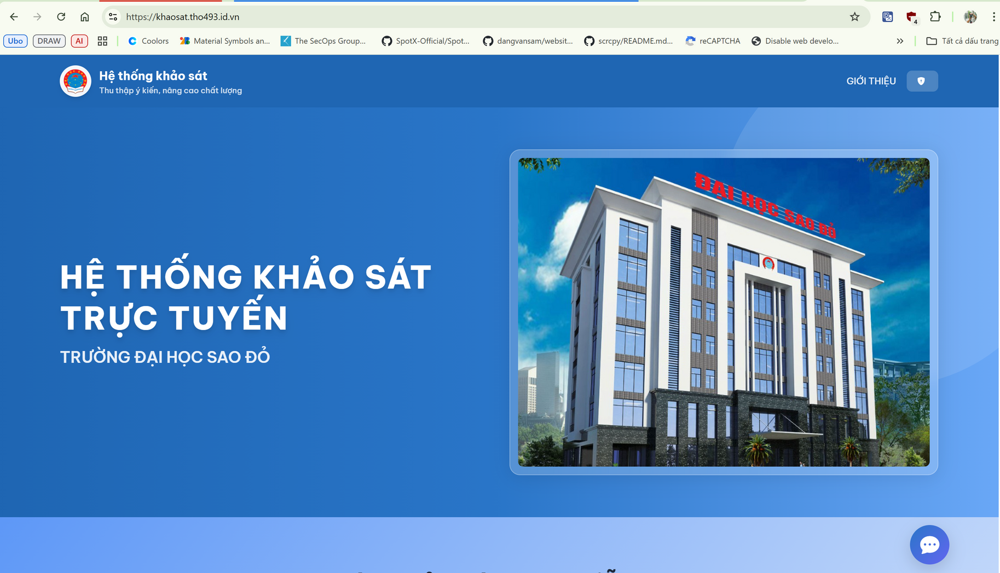 https://khaosat.tho493.id.vn
4
Ubo
DRAW
AI
Coolors
Material Symbols an...
The SecOps Group...
SpotX-Official/Spot...
dangvansam/websit...
scrcpy/README.md...
reCAPTCHA
Disable web develo...
Tất cả dấu trang
Hệ thống khảo sát
Thu thập ý kiến, nâng cao chất lượng
GIỚI THIỆU
ĐẠI HỌC SAO ĐỎ
HỆ THỐNG KHẢO SÁT
TRỰC TUYẾN
TRƯỜNG ĐẠI HỌC SAO ĐỎ